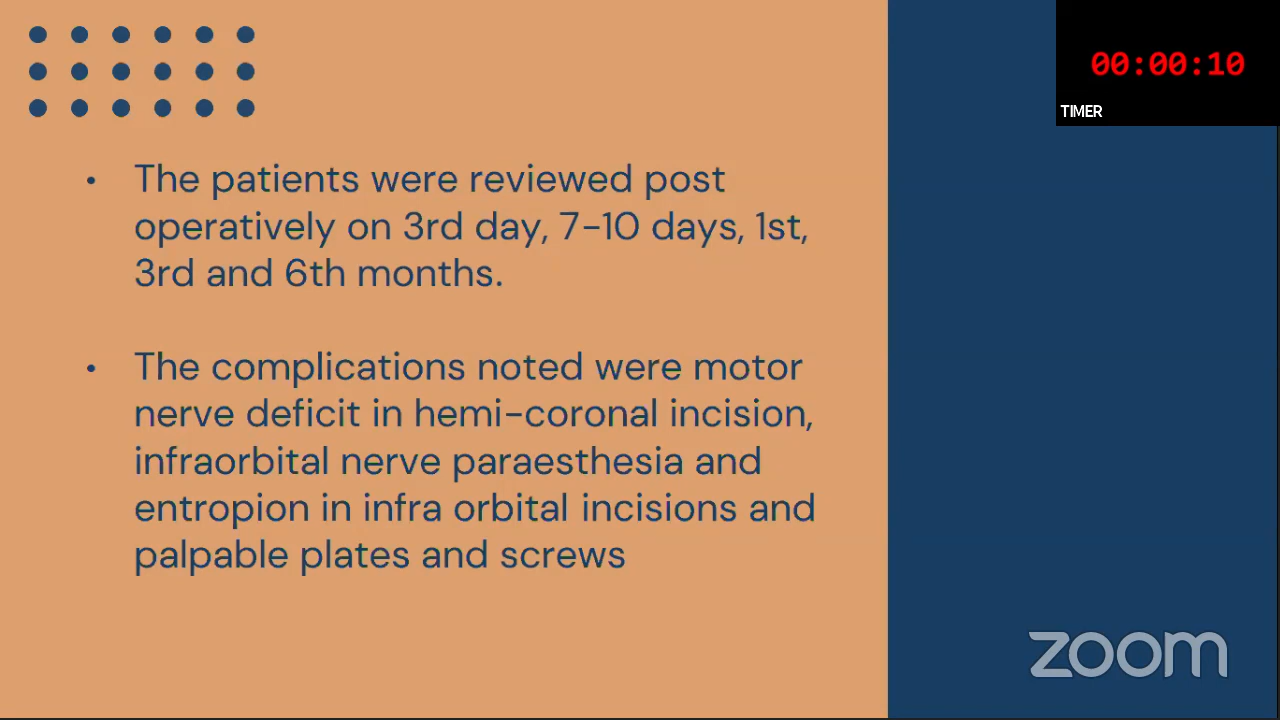 00:00:10
TIMER
• The patients were reviewed post
operatively on 3rd day, 7-10 days, 1st,
3rd and 6th months.
• The complications noted were motor
nerve deficit in hemi-coronal incision,
infraorbital nerve paraesthesia and
entropion in infra orbital incisions and
palpable plates and screws
zoom